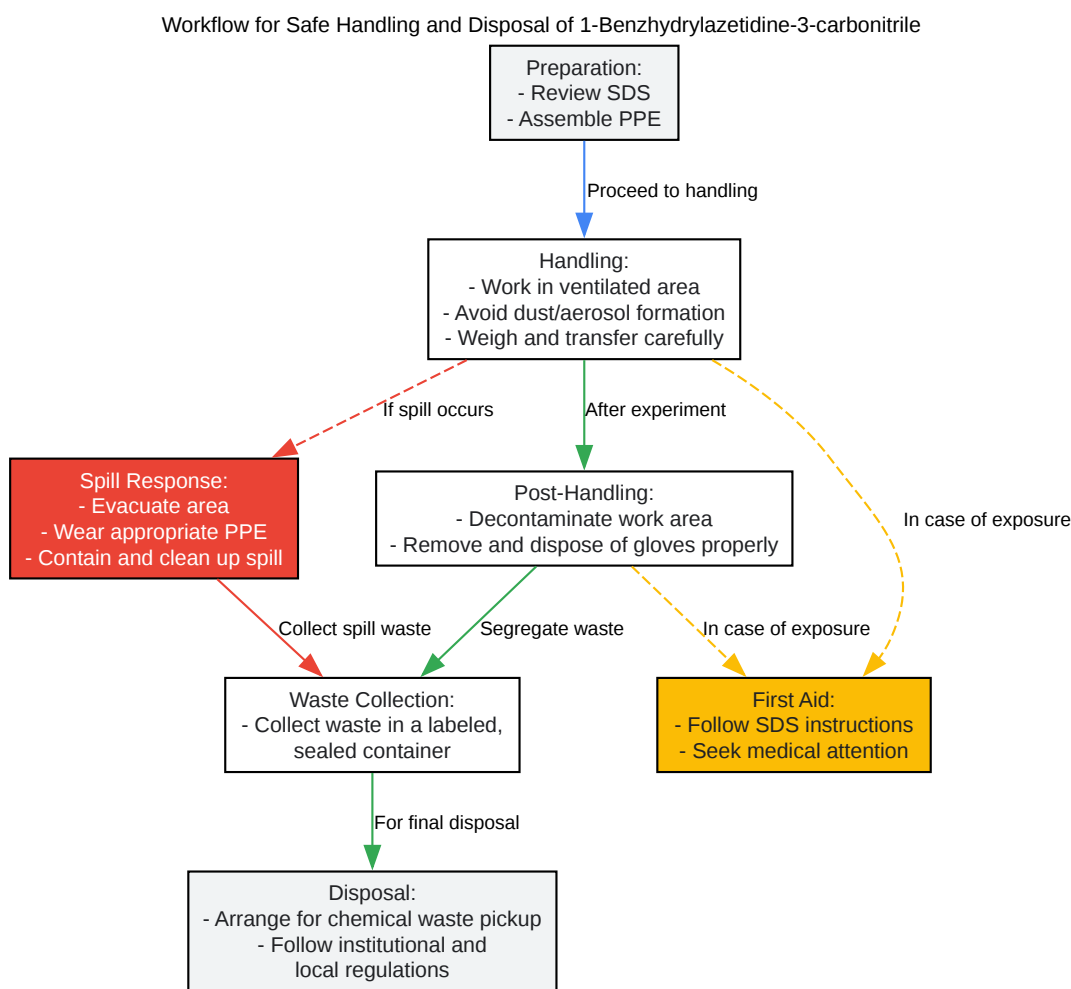 Workflow for Safe Handling and Disposal of 1-Benzhydrylazetidine-3-carbonitrile
Preparation:
- Review SDS
- Assemble PPE
Proceed to handling
Handling:
- Work in ventilated area
- Avoid dust/aerosol formation
- Weigh and transfer carefully
If spill occurs
After experiment
In case of exposure
Spill Response:
- Evacuate area
- Wear appropriate PPE
- Contain and clean up spill
Post-Handling:
- Decontaminate work area
- Remove and dispose of gloves properly
Collect spill waste
Segregate waste
In case of exposure
Waste Collection:
- Collect waste in a labeled,
sealed container
First Aid:
- Follow SDS instructions
- Seek medical attention
For final disposal
Disposal:
- Arrange for chemical waste pickup
- Follow institutional and
local regulations